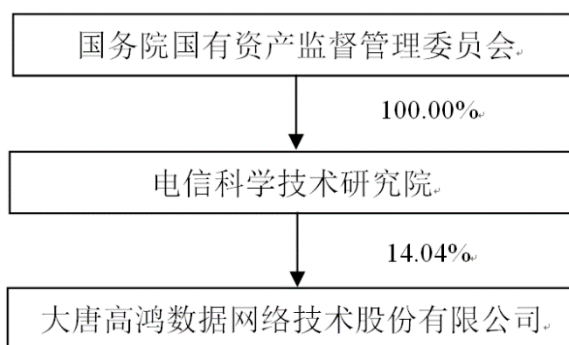 国务院国有资产监督管理委员会
100.00%
电信科学技术研究院
14.04%
大唐高鸿数据网络技术股份有限公司